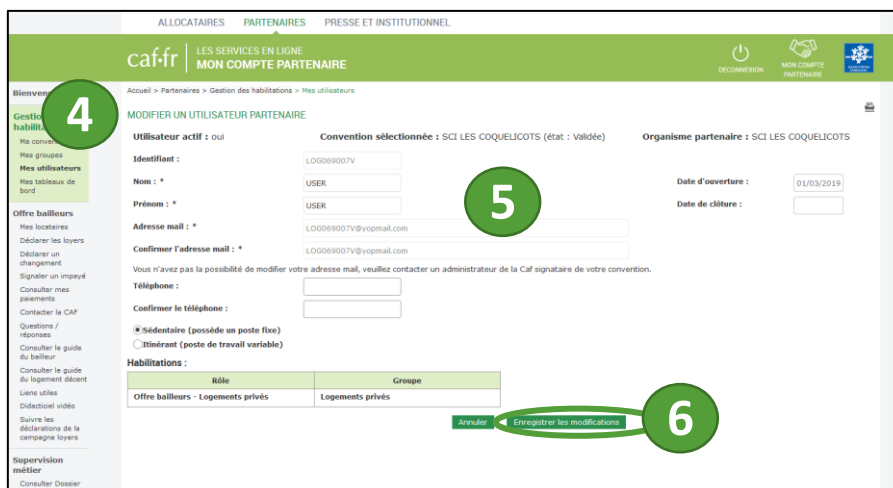 ALLOCATAIRES PARTENAIRES PRESSE ET INSTITUTIONNEL
caf.fr LES SERVICES EN LIGNE
MON COMPTE PARTENAIRE
DECONNEXION
MON COMPTE
PARTENAIRE
Accueil > Partenaires > Gestion des habilitations > Mes utilisateurs
4
Mes groupes
Mes utilisateurs
Mes tableaux de
bord
Offre bailleurs
Mes locataires
Déclarer les loyers
Déclarer un
changement
Signaler un impayé
Consulter mes
paiements
Contacter la CAF
Questions /
réponses
Consulter le guide
du bailleur
Consulter le guide
du logement décent
Liens utiles
Didacticiel vidéo
Suivre les
déclarations de la
campagne loyers
Supervision
métier
Consulter Dossier
MODIFIER UN UTILISATEUR PARTENAIRE
Utilisateur actif : oui Convention sélectionnée : SCI LES COQUELICOTS (état : Validée) Organisme partenaire : SCI LES COQUELICOTS
Identifiant : LOG069007V
Nom : * USER Date d'ouverture : 01/03/2019
Prénom : * USER Date de clôture :
5
Adresse mail : * LOG069007V@yopmail.com
Confirmer l'adresse mail : * LOG069007V@yopmail.com
Vous n'avez pas la possibilité de modifier votre adresse mail, veuillez contacter un administrateur de la Caf signataire de votre convention.
Téléphone :
Confirmer le téléphone :
Sédentaire (possède un poste fixe)
Itinérant (poste de travail variable)
Habilitations :
Rôle Groupe
Offre bailleurs - Logements privés Logements privés
Annuler Enregistrer les modifications
6